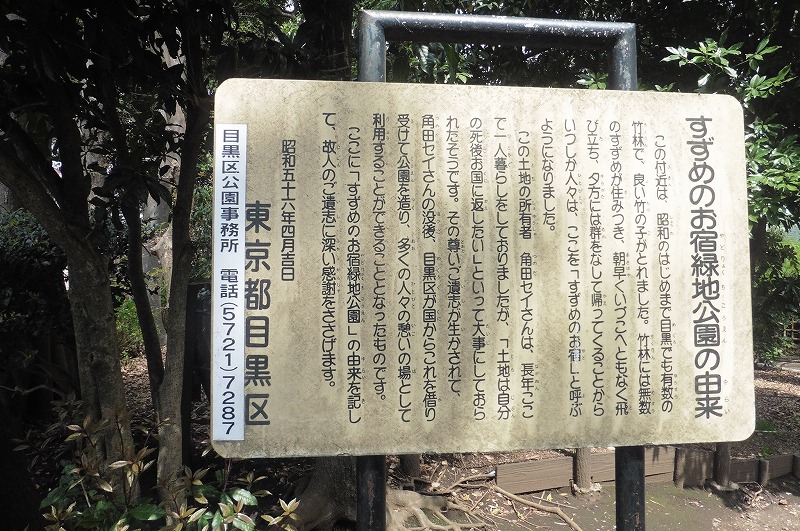 すずめのお宿緑地公園の由来
この付近は、昭和のはじめまで目黒でも有数の
竹林で、良い竹の子がとれました。竹林には無数
のすずめが住みつき、朝早くいづこへともなく飛
び立ち、夕方には群をなして帰ってくることから
いつしか人々は、ここを「すずめのお宿」と呼ぶ
ようになりました。
この土地の所有者 角田セイさんは、長年ここ
で一人暮らしをしておりましたが、「土地は自分
の死後お国に返したい」といって大事にしておら
れたそうです。その尊いご遺志が生かされて、
角田セイさんの没後、目黒区が国からこれを借り
受けて公園を造り、多くの人々の憩いの場として
利用することができることとなったものです。
ここに「すずめのお宿緑地公園」の由来を記し
て、故人のご遺志に深い感謝をささげます。
昭和五十六年四月吉日
東京都目黒区
目黒区公園事務所 電話(5721)7287